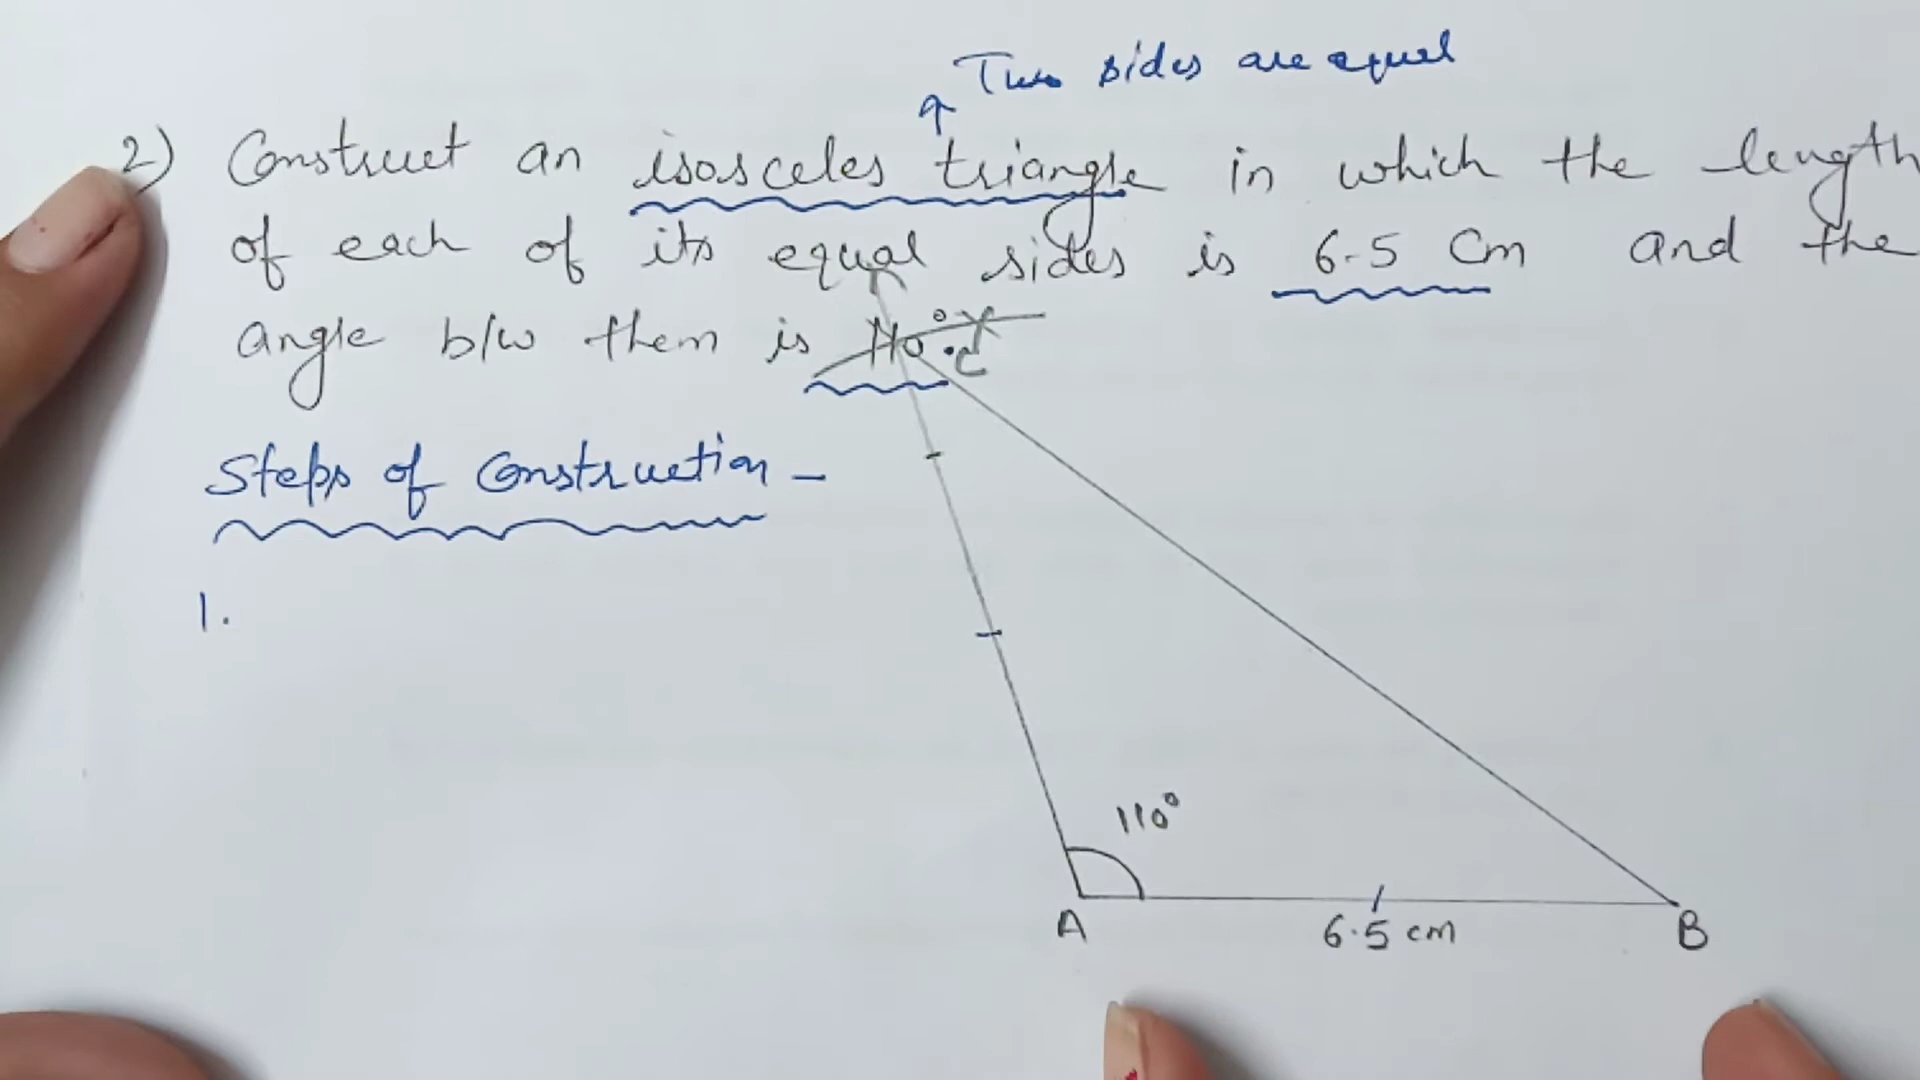 Two sides are equal
2) Construct an isosceles triangle in which the length
of each of its equal sides is 6.5 Cm and the
angle b/w them is 110°
C
Steps of Construction -
1.
110°
A 6.5 cm B